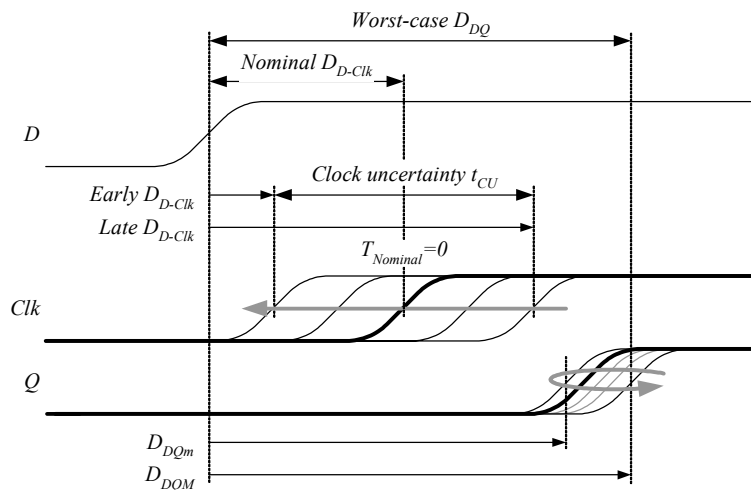 Worst-case D_DQ
Nominal D_D-Clk
D
Early D_D-Clk
Clock uncertainty t_CU
Late D_D-Clk
T_Nominal=0
Clk
Q
D_DQm
D_DOM